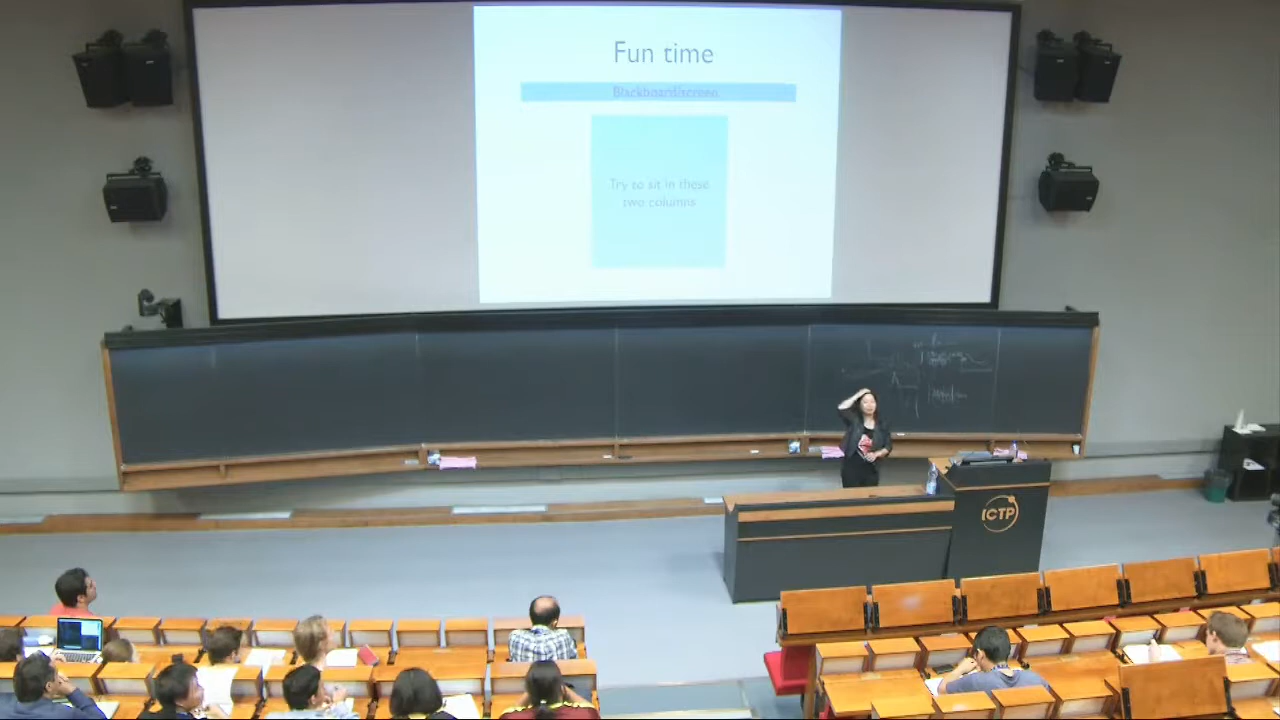 Fun time
Blackboard/screen
Try to sit in these
two columns
ICTP